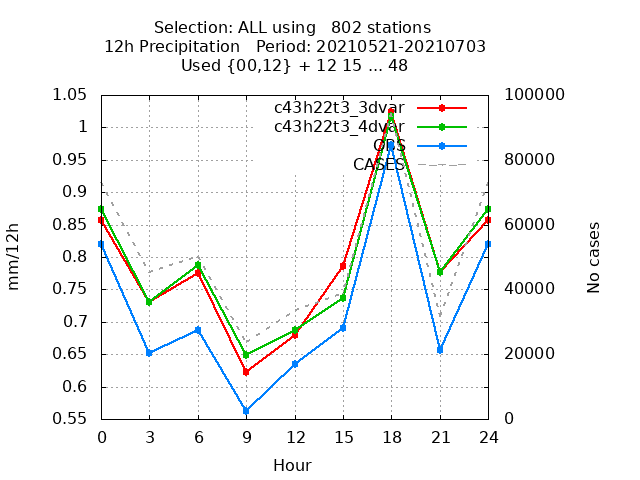 Selection: ALL using   802 stations
12h Precipitation   Period: 20210521-20210703
Used {00,12} + 12 15 ... 48
c43h22t3_3dvar
c43h22t3_4dvar
OBS
CASES
1.05
1
0.95
0.9
0.85
0.8
0.75
0.7
0.65
0.6
0.55
mm/12h
100000
80000
60000
40000
20000
0
No cases
0 3 6 9 12 15 18 21 24
Hour